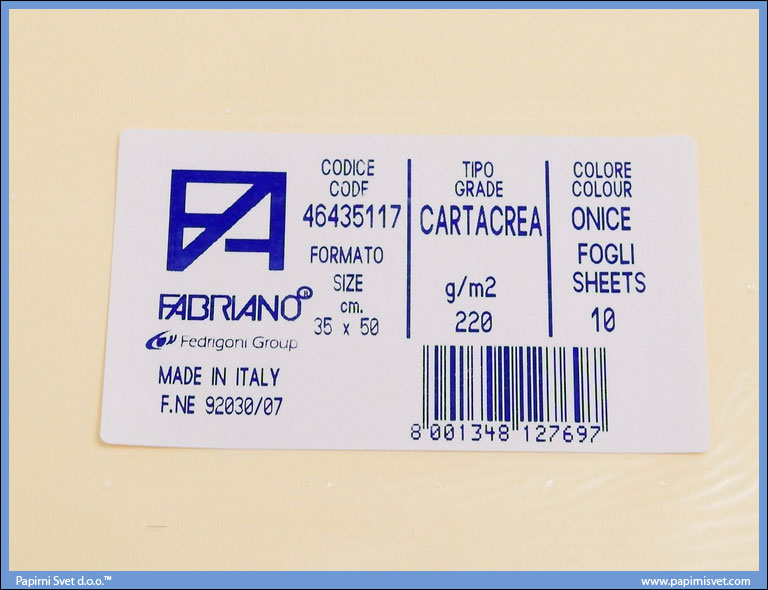 FABRIANO®
Fedrigoni Group
MADE IN ITALY
F.NE 92030/07
CODICE
CODE
46435117
FORMATO
SIZE
cm.
35 x 50
TIPO
GRADE
CARTACREA
g/m2
220
COLORE
COLOUR
ONICE
FOGLI
SHEETS
10
8 001348 127697
Papirni Svet d.o.o.™
www.papirnisvet.com